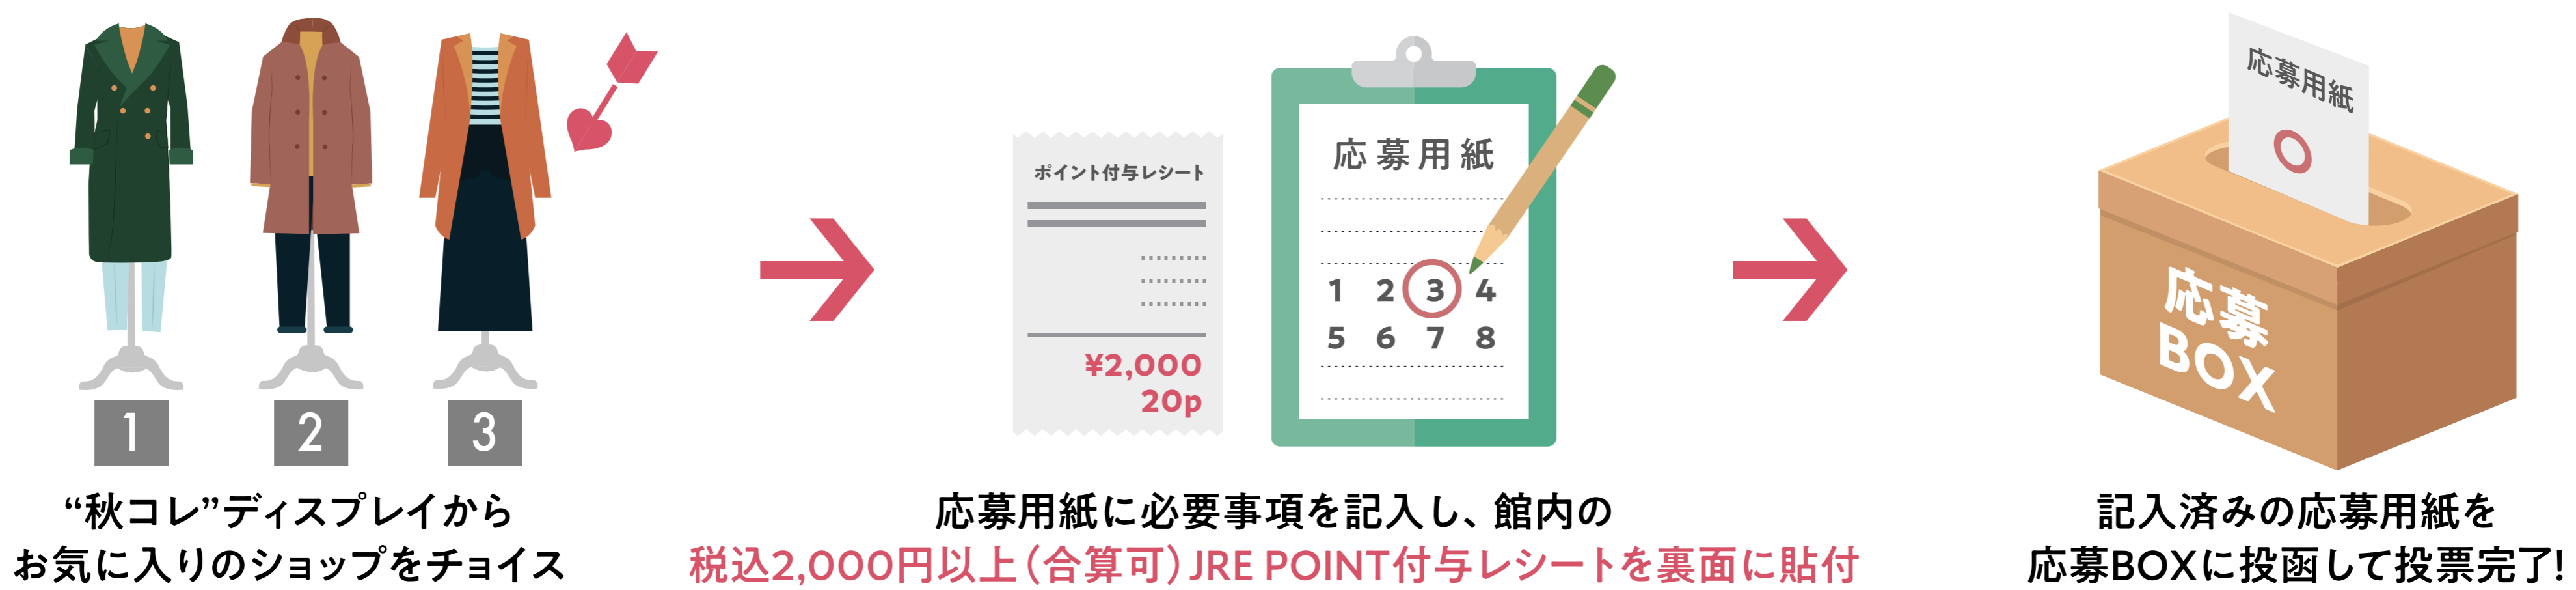 1
2
3
“秋コレ”ディスプレイから
お気に入りのショップをチョイス
ポイント付与レシート
¥2,000
20p
応募用紙
1 2 3 4
5 6 7 8
応募用紙に必要事項を記入し、館内の
税込2,000円以上（合算可）JRE POINT付与レシートを裏面に貼付
応募用紙
応募
BOX
記入済みの応募用紙を
応募BOXに投函して投票完了!